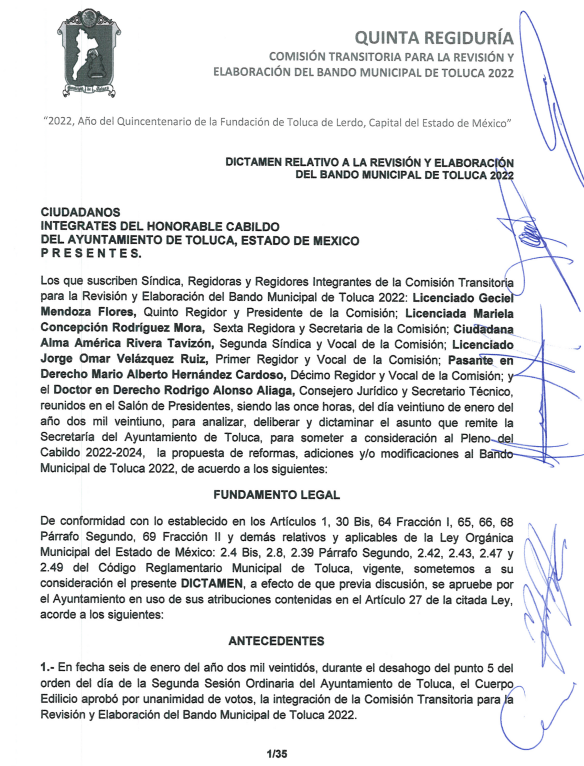 QUINTA REGIDURÍA
COMISIÓN TRANSITORIA PARA LA REVISIÓN Y
ELABORACIÓN DEL BANDO MUNICIPAL DE TOLUCA 2022
“2022, Año del Quincentenario de la Fundación de Toluca de Lerdo, Capital del Estado de México”
DICTAMEN RELATIVO A LA REVISIÓN Y ELABORACIÓN
DEL BANDO MUNICIPAL DE TOLUCA 2022
CIUDADANOS
INTEGRATES DEL HONORABLE CABILDO
DEL AYUNTAMIENTO DE TOLUCA, ESTADO DE MEXICO
P R E S E N T E S.
Los que suscriben Síndica, Regidoras y Regidores Integrantes de la Comisión Transitoria
para la Revisión y Elaboración del Bando Municipal de Toluca 2022: Licenciado Geciel
Mendoza Flores, Quinto Regidor y Presidente de la Comisión; Licenciada Mariela
Concepción Rodríguez Mora, Sexta Regidora y Secretaria de la Comisión; Ciudadana
Alma América Rivera Tavizón, Segunda Síndica y Vocal de la Comisión; Licenciado
Jorge Omar Velázquez Ruiz, Primer Regidor y Vocal de la Comisión; Pasante en
Derecho Mario Alberto Hernández Cardoso, Décimo Regidor y Vocal de la Comisión; y
el Doctor en Derecho Rodrigo Alonso Aliaga, Consejero Jurídico y Secretario Técnico,
reunidos en el Salón de Presidentes, siendo las once horas, del día veintiuno de enero del
año dos mil veintiuno, para analizar, deliberar y dictaminar el asunto que remite la
Secretaría del Ayuntamiento de Toluca, para someter a consideración al Pleno del
Cabildo 2022-2024, la propuesta de reformas, adiciones y/o modificaciones al Bando
Municipal de Toluca 2022, de acuerdo a los siguientes:
FUNDAMENTO LEGAL
De conformidad con lo establecido en los Artículos 1, 30 Bis, 64 Fracción I, 65, 66, 68
Párrafo Segundo, 69 Fracción II y demás relativos y aplicables de la Ley Orgánica
Municipal del Estado de México: 2.4 Bis, 2.8, 2.39 Párrafo Segundo, 2.42, 2.43, 2.47 y
2.49 del Código Reglamentario Municipal de Toluca, vigente, sometemos a su
consideración el presente DICTAMEN, a efecto de que previa discusión, se apruebe por
el Ayuntamiento en uso de sus atribuciones contenidas en el Artículo 27 de la citada Ley,
acorde a los siguientes:
ANTECEDENTES
1.- En fecha seis de enero del año dos mil veintidós, durante el desahogo del punto 5 del
orden del día de la Segunda Sesión Ordinaria del Ayuntamiento de Toluca, el Cuerpo
Edilicio aprobó por unanimidad de votos, la integración de la Comisión Transitoria para la
Revisión y Elaboración del Bando Municipal de Toluca 2022.
1/35